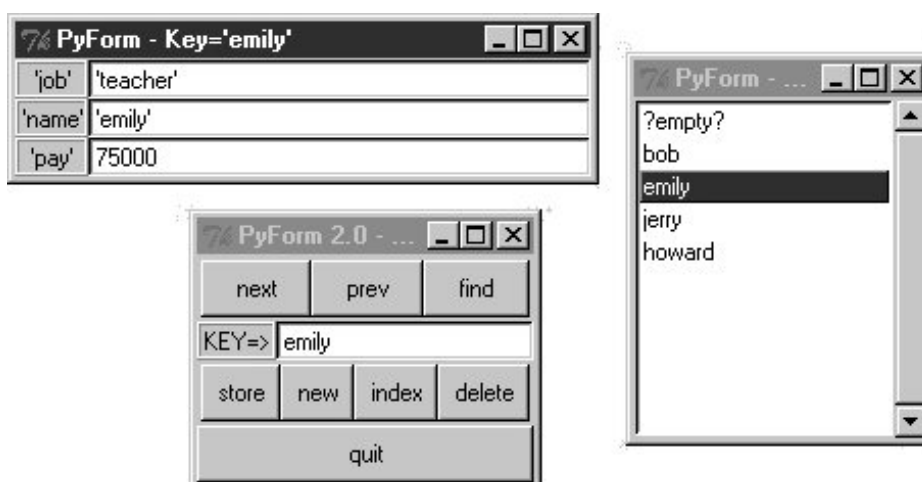 PyForm - Key='emily'
'job' 'teacher'
'name' 'emily'
'pay' 75000
PyForm - ...
?empty?
bob
emily
jerry
howard
PyForm 2.0 - ...
next prev find
KEY=> emily
store new index delete
quit